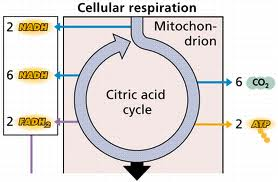 Cellular respiration
2 NADH
Mitochon-
drion
6 NADH
Citric acid
cycle
6 CO2
2 FADH2
2 ATP